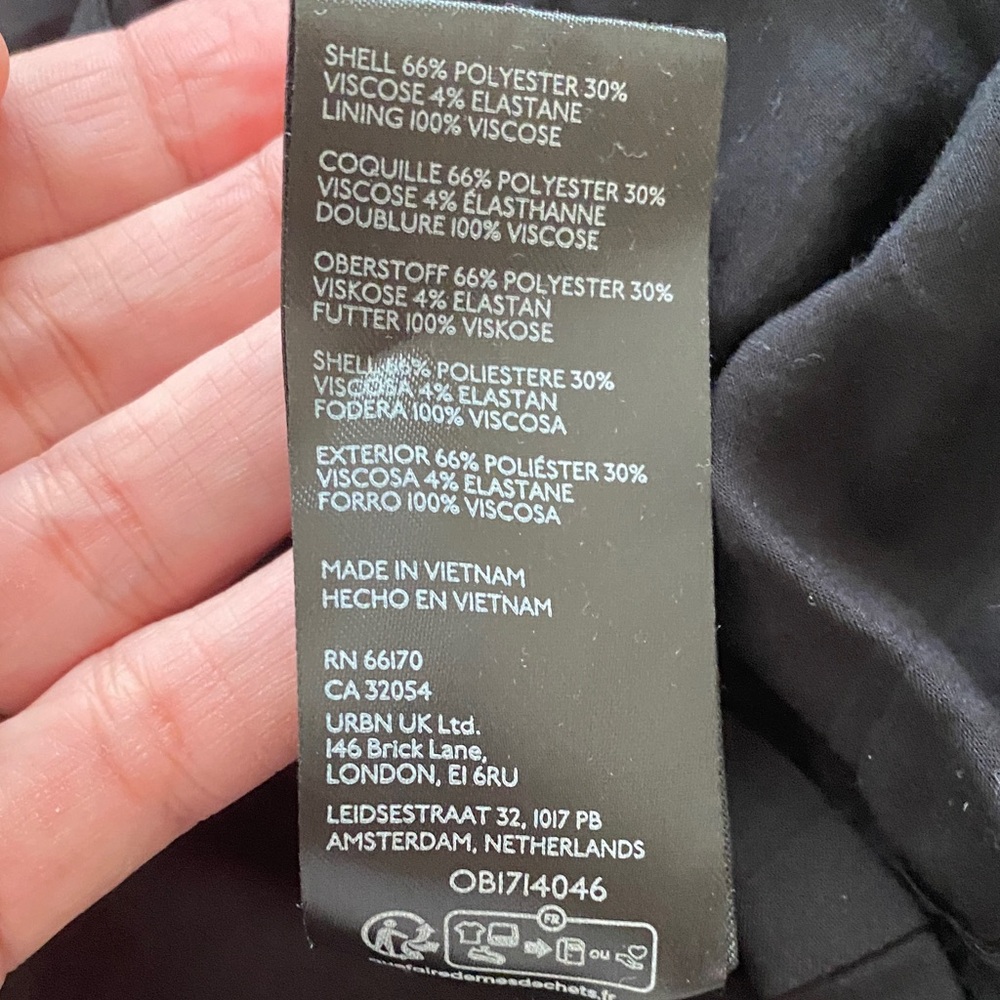 SHELL 66% POLYESTER 30%
VISCOSE 4% ELASTANE
LINING 100% VISCOSE
COQUILLE 66% POLYESTER 30%
VISCOSE 4% ÉLASTHANNE
DOUBLURE 100% VISCOSE
OBERSTOFF 66% POLYESTER 30%
VISKOSE 4% ELASTAN
FUTTER 100% VISKOSE
SHELL 66% POLIESTERE 30%
VISCOSA 4% ELASTAN
FODERA 100% VISCOSA
EXTERIOR 66% POLIÉSTER 30%
VISCOSA 4% ELASTANE
FORRO 100% VISCOSA
MADE IN VIETNAM
HECHO EN VIETNAM
RN 66170
CA 32054
URBN UK Ltd.
146 Brick Lane,
LONDON, E1 6RU
LEIDSESTRAAT 32, 1017 PB
AMSTERDAM, NETHERLANDS
OB1714046
FR
OU
quefairedemesdechets.fr